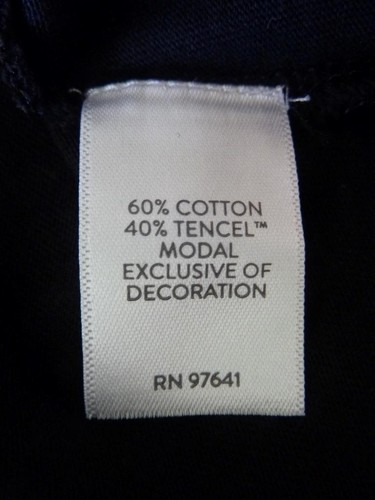 60% COTTON
40% TENCEL™
MODAL
EXCLUSIVE OF
DECORATION
RN 97641